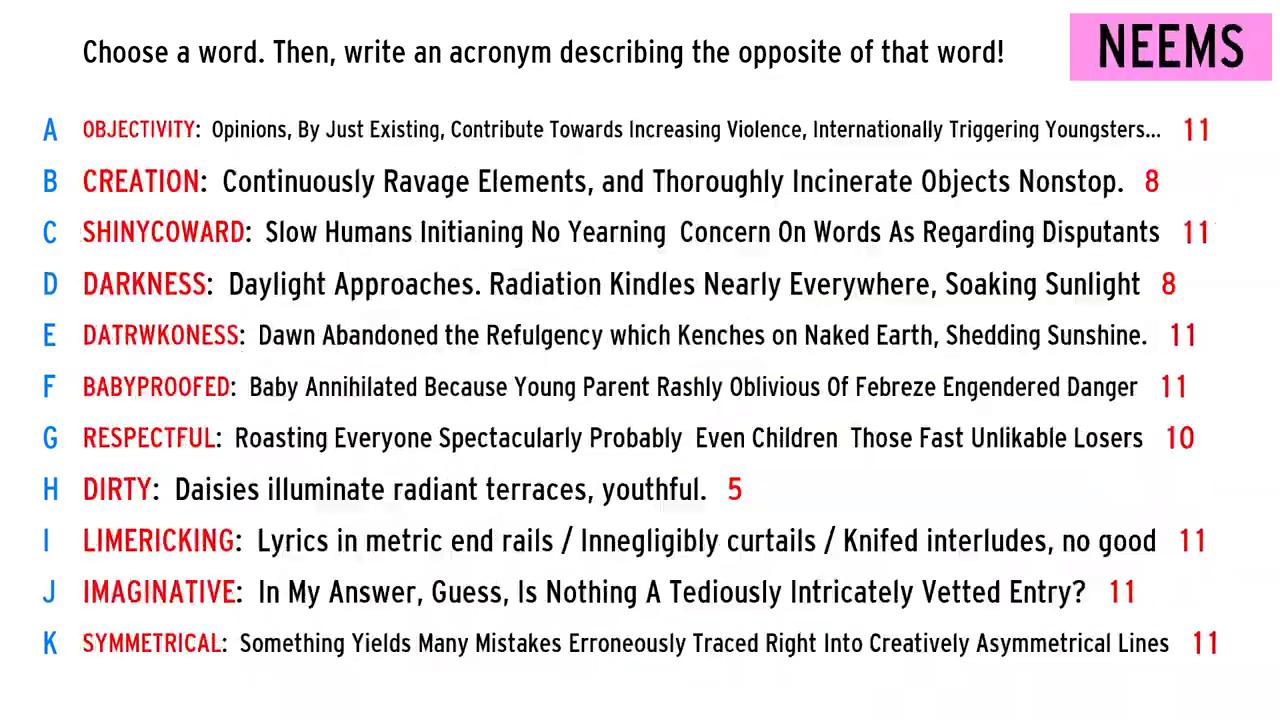 Choose a word. Then, write an acronym describing the opposite of that word!
NEEMS
A OBJECTIVITY: Opinions, By Just Existing, Contribute Towards Increasing Violence, Internationally Triggering Youngsters... 11
B CREATION: Continuously Ravage Elements, and Thoroughly Incinerate Objects Nonstop. 8
C SHINYCOWARD: Slow Humans Initianing No Yearning Concern On Words As Regarding Disputants 11
D DARKNESS: Daylight Approaches. Radiation Kindles Nearly Everywhere, Soaking Sunlight 8
E DATRWKONESS: Dawn Abandoned the Refulgency which Kenches on Naked Earth, Shedding Sunshine. 11
F BABYPROOFED: Baby Annihilated Because Young Parent Rashly Oblivious Of Febreze Engendered Danger 11
G RESPECTFUL: Roasting Everyone Spectacularly Probably Even Children Those Fast Unlikable Losers 10
H DIRTY: Daisies illuminate radiant terraces, youthful. 5
I LIMERICKING: Lyrics in metric end rails / Innegligibly curtails / Knifed interludes, no good 11
J IMAGINATIVE: In My Answer, Guess, Is Nothing A Tediously Intricately Vetted Entry? 11
K SYMMETRICAL: Something Yields Many Mistakes Erroneously Traced Right Into Creatively Asymmetrical Lines 11